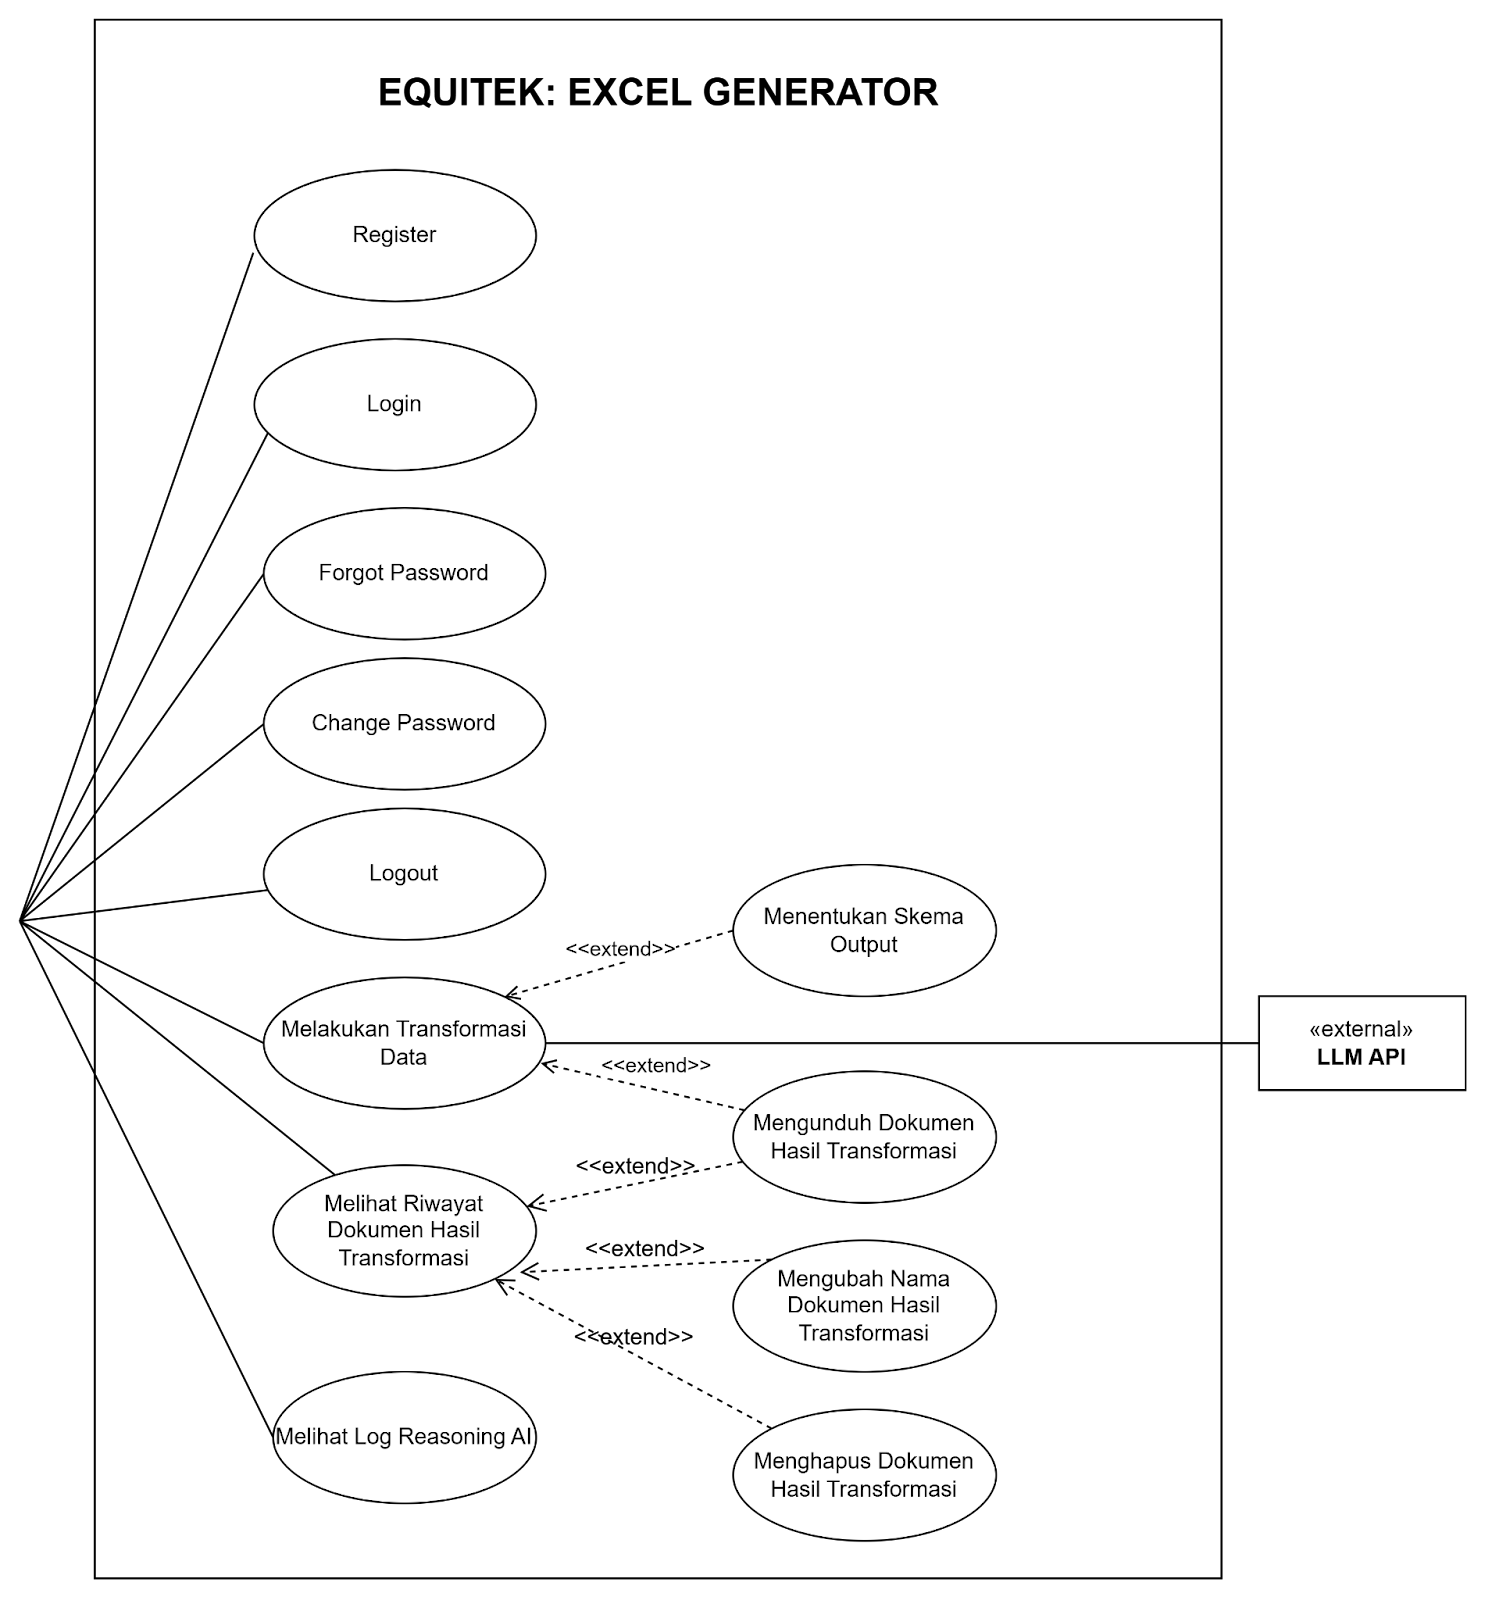 EQUITEK: EXCEL GENERATOR
Register
Login
Forgot Password
Change Password
Logout
Menentukan Skema
Output
<<extend>>
Melakukan Transformasi
Data
«external»
LLM API
<<extend>>
Mengunduh Dokumen
Hasil Transformasi
<<extend>>
Melihat Riwayat
Dokumen Hasil
Transformasi
<<extend>>
Mengubah Nama
Dokumen Hasil
Transformasi
<<extend>>
Melihat Log Reasoning AI
Menghapus Dokumen
Hasil Transformasi